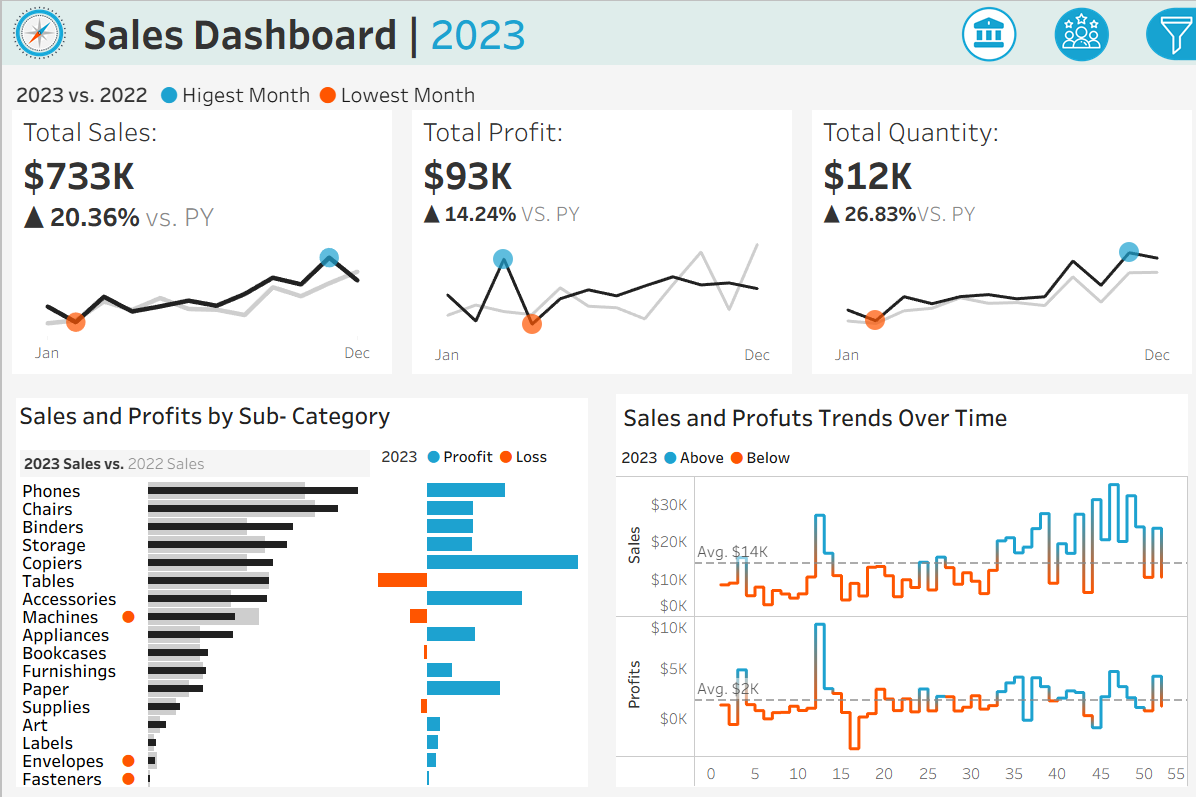 Sales Dashboard | 2023
2023 vs. 2022 Higest Month Lowest Month
Total Sales:
$733K
▲ 20.36% vs. PY
Jan Dec
Total Profit:
$93K
▲ 14.24% VS. PY
Jan Dec
Total Quantity:
$12K
▲ 26.83%VS. PY
Jan Dec
Sales and Profits by Sub- Category
2023 Sales vs. 2022 Sales
2023 Proofit Loss
Phones
Chairs
Binders
Storage
Copiers
Tables
Accessories
Machines
Appliances
Bookcases
Furnishings
Paper
Supplies
Art
Labels
Envelopes
Fasteners
Sales and Profuts Trends Over Time
2023 Above Below
Sales
$30K
$20K
$10K
$0K
Avg. $14K
Profits
$10K
$5K
$0K
Avg. $2K
0 5 10 15 20 25 30 35 40 45 50 55